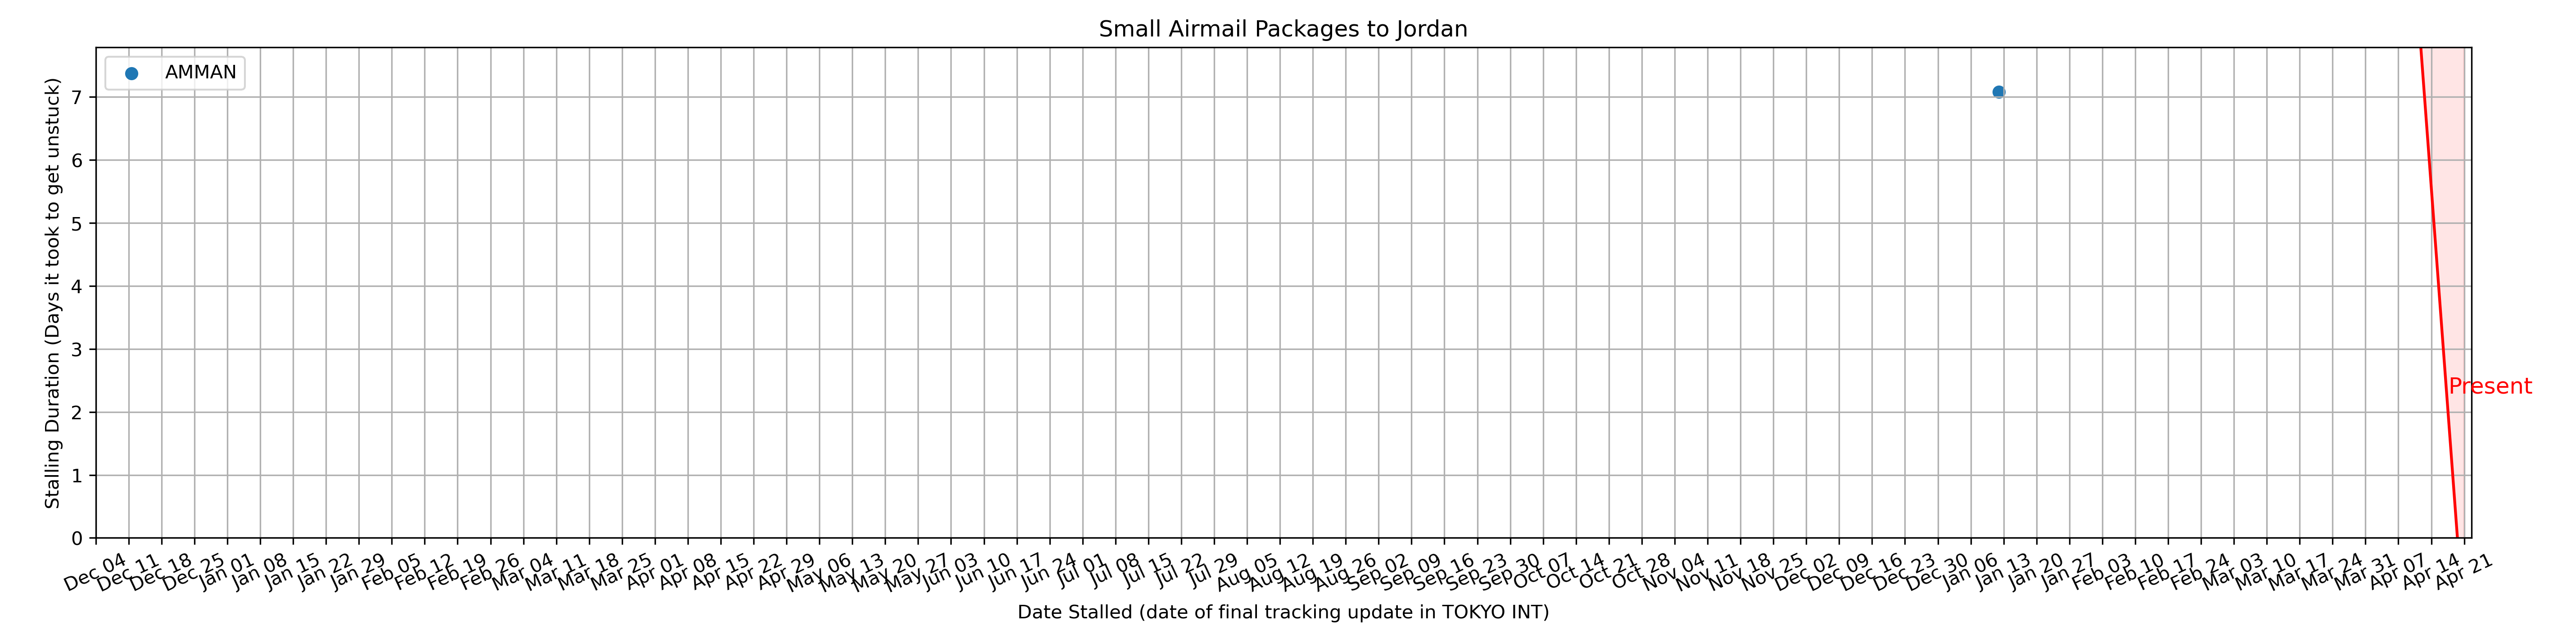 Small Airmail Packages to Jordan
AMMAN
Stalling Duration (Days it took to get unstuck)
7
6
5
4
3
2
1
0
Present
Dec 04 Dec 11 Dec 18 Dec 25 Jan 01 Jan 08 Jan 15 Jan 22 Jan 29 Feb 05 Feb 12 Feb 19 Feb 26 Mar 04 Mar 11 Mar 18 Mar 25 Apr 01 Apr 08 Apr 15 Apr 22 Apr 29 May 06 May 13 May 20 May 27 Jun 03 Jun 10 Jun 17 Jun 24 Jul 01 Jul 08 Jul 15 Jul 22 Jul 29 Aug 05 Aug 12 Aug 19 Aug 26 Sep 02 Sep 09 Sep 16 Sep 23 Sep 30 Oct 07 Oct 14 Oct 21 Oct 28 Nov 04 Nov 11 Nov 18 Nov 25 Dec 02 Dec 09 Dec 16 Dec 23 Dec 30 Jan 06 Jan 13 Jan 20 Jan 27 Feb 03 Feb 10 Feb 17 Feb 24 Mar 03 Mar 10 Mar 17 Mar 24 Mar 31 Apr 07 Apr 14 Apr 21
Date Stalled (date of final tracking update in TOKYO INT)